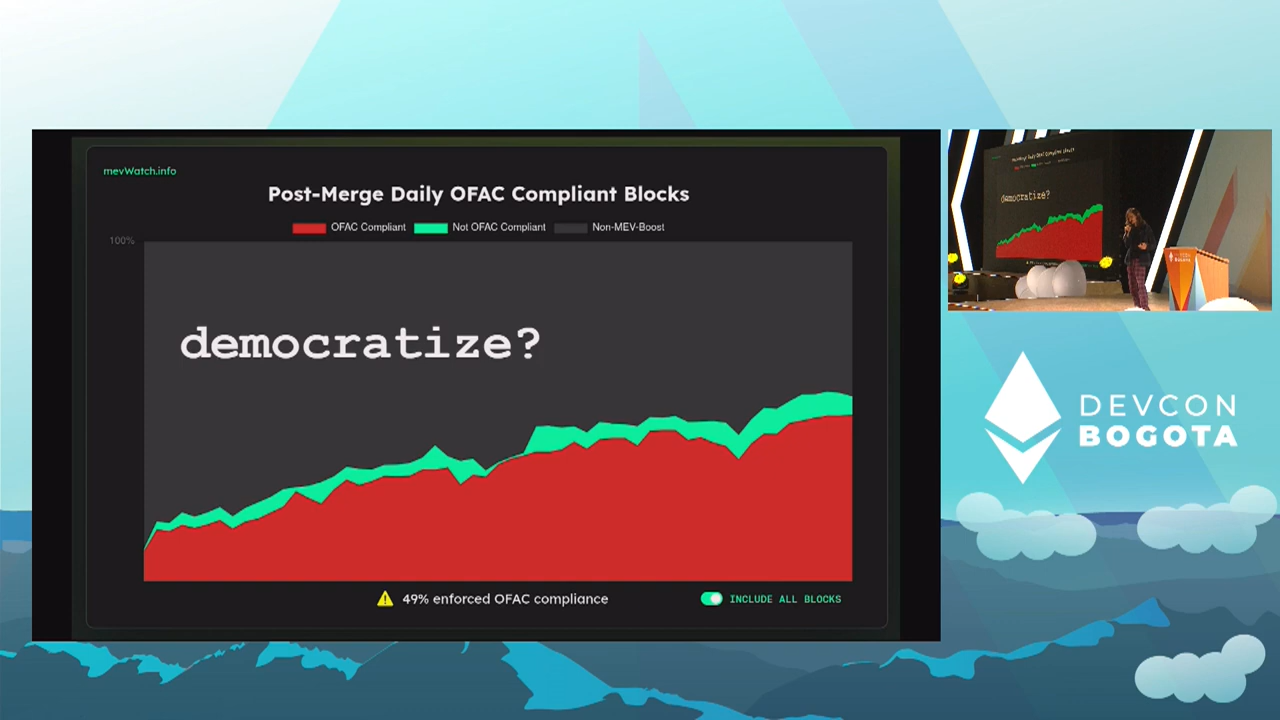 mevWatch.info
Post-Merge Daily OFAC Compliant Blocks
OFAC Compliant Not OFAC Compliant Non-MEV-Boost
100%
democratize?
49% enforced OFAC compliance
INCLUDE ALL BLOCKS
democratize?
DEVCON
BOGOTA